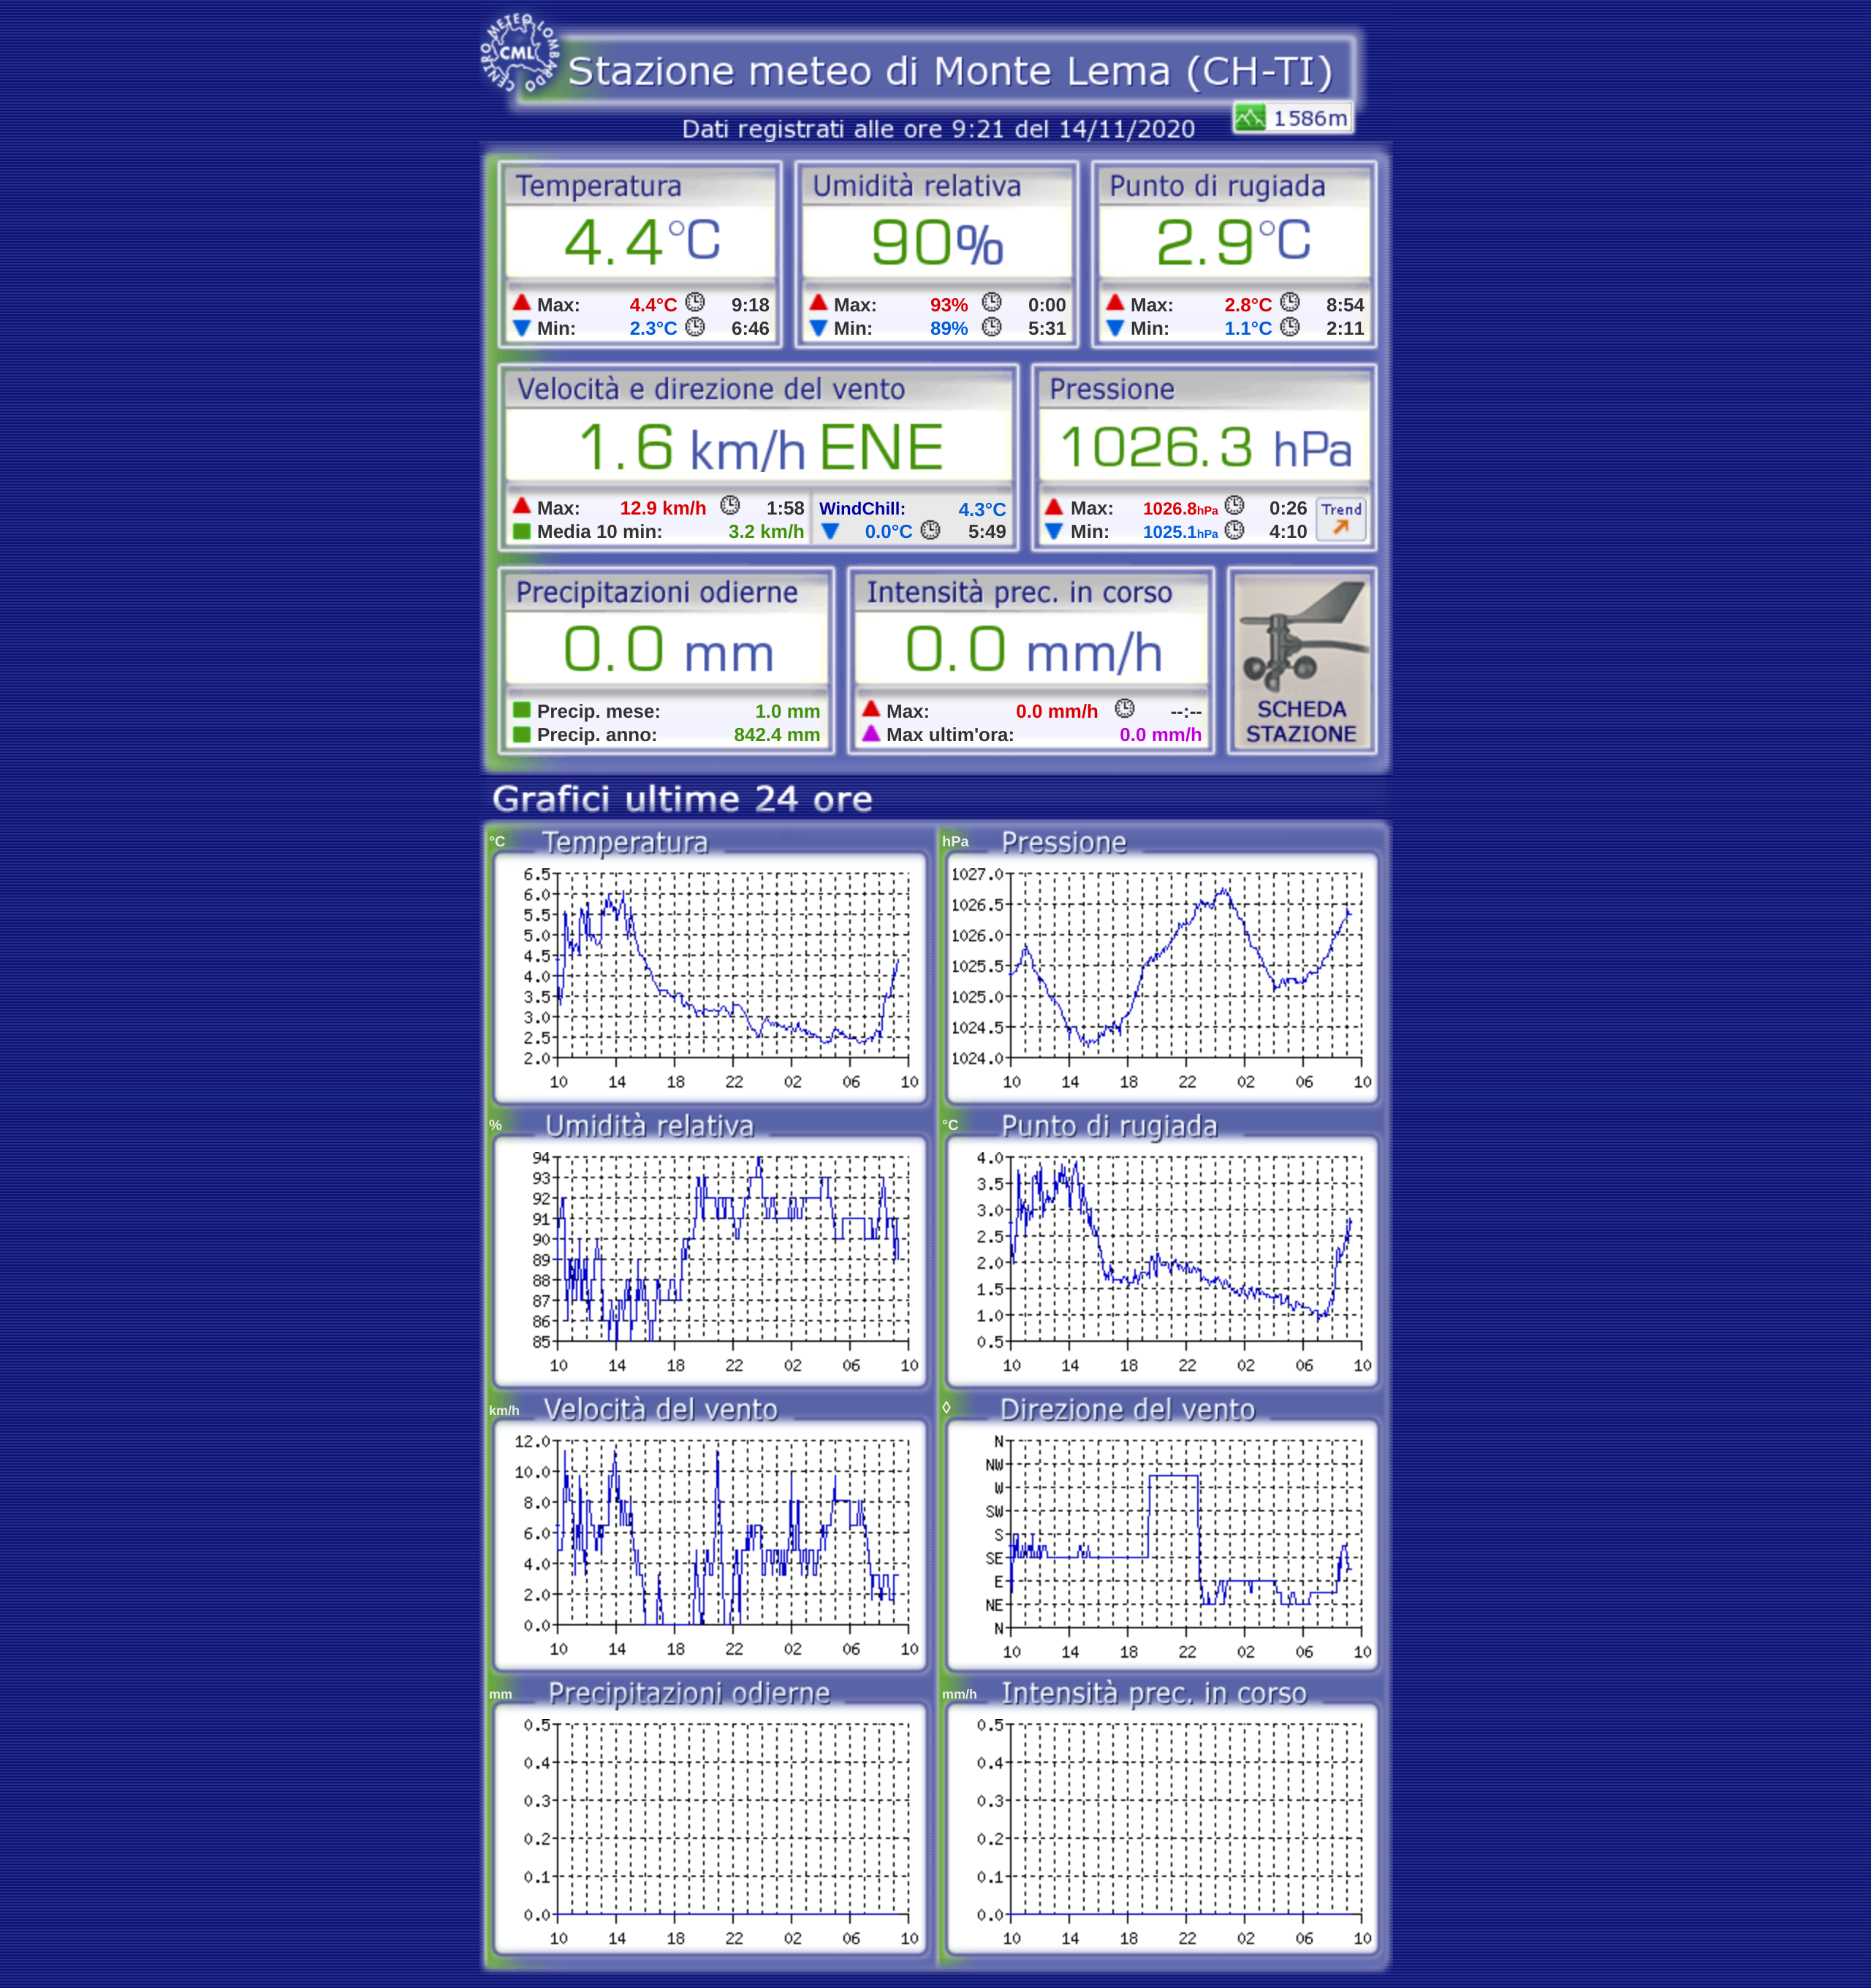 CENTRO METEO LOMBARDO
CML
Stazione meteo di Monte Lema (CH-TI)
1586m
Dati registrati alle ore 9:21 del 14/11/2020
Temperatura
4.4°C
Max: 4.4°C 9:18
Min: 2.3°C 6:46
Umidità relativa
90%
Max: 93% 0:00
Min: 89% 5:31
Punto di rugiada
2.9°C
Max: 2.8°C 8:54
Min: 1.1°C 2:11
Velocità e direzione del vento
1.6 km/h ENE
Max: 12.9 km/h 1:58
Media 10 min: 3.2 km/h
WindChill: 4.3°C
0.0°C 5:49
Pressione
1026.3 hPa
Max: 1026.8hPa 0:26
Min: 1025.1hPa 4:10
Trend
Precipitazioni odierne
0.0 mm
Precip. mese: 1.0 mm
Precip. anno: 842.4 mm
Intensità prec. in corso
0.0 mm/h
Max: 0.0 mm/h --:--
Max ultim'ora: 0.0 mm/h
SCHEDA
STAZIONE
Grafici ultime 24 ore
°C Temperatura
6.5
6.0
5.5
5.0
4.5
4.0
3.5
3.0
2.5
2.0
10 14 18 22 02 06 10
hPa Pressione
1027.0
1026.5
1026.0
1025.5
1025.0
1024.5
1024.0
10 14 18 22 02 06 10
% Umidità relativa
94
93
92
91
90
89
88
87
86
85
10 14 18 22 02 06 10
°C Punto di rugiada
4.0
3.5
3.0
2.5
2.0
1.5
1.0
0.5
10 14 18 22 02 06 10
km/h Velocità del vento
12.0
10.0
8.0
6.0
4.0
2.0
0.0
10 14 18 22 02 06 10
◊ Direzione del vento
N
NW
W
SW
S
SE
E
NE
N
10 14 18 22 02 06 10
mm Precipitazioni odierne
0.5
0.4
0.3
0.2
0.1
0.0
10 14 18 22 02 06 10
mm/h Intensità prec. in corso
0.5
0.4
0.3
0.2
0.1
0.0
10 14 18 22 02 06 10